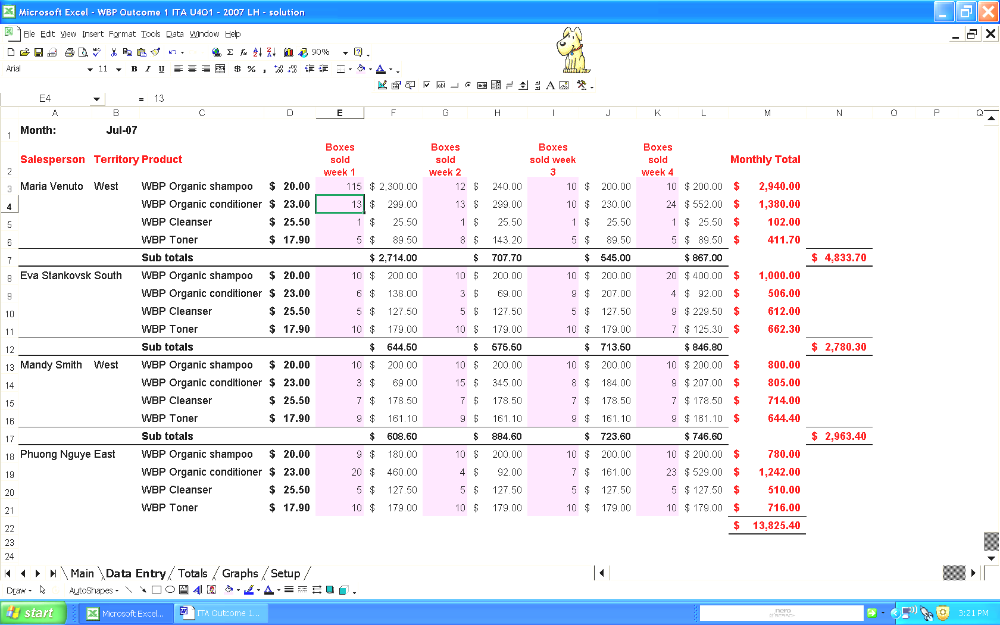 Microsoft Excel - WBP Outcome 1 ITA U4O1 - 2007 LH - solution
File Edit View Insert Format Tools Data Window Help
90%
Arial 11 B I U $ % ,
E4 = 13
A B C D E F G H I J K L M N O P Q
1 Month: Jul-07
2 Salesperson Territory Product Boxes sold week 1 Boxes sold week 2 Boxes sold week 3 Boxes sold week 4 Monthly Total
3 Maria Venuto West WBP Organic shampoo $ 20.00 115 $ 2,300.00 12 $ 240.00 10 $ 200.00 10 $ 200.00 $ 2,940.00
4 WBP Organic conditioner $ 23.00 13 $ 299.00 13 $ 299.00 10 $ 230.00 24 $ 552.00 $ 1,380.00
5 WBP Cleanser $ 25.50 1 $ 25.50 1 $ 25.50 1 $ 25.50 1 $ 25.50 $ 102.00
6 WBP Toner $ 17.90 5 $ 89.50 8 $ 143.20 5 $ 89.50 5 $ 89.50 $ 411.70
7 Sub totals $ 2,714.00 $ 707.70 $ 545.00 $ 867.00 $ 4,833.70
8 Eva Stankovsk South WBP Organic shampoo $ 20.00 10 $ 200.00 10 $ 200.00 10 $ 200.00 20 $ 400.00 $ 1,000.00
9 WBP Organic conditioner $ 23.00 6 $ 138.00 3 $ 69.00 9 $ 207.00 4 $ 92.00 $ 506.00
10 WBP Cleanser $ 25.50 5 $ 127.50 5 $ 127.50 5 $ 127.50 9 $ 229.50 $ 612.00
11 WBP Toner $ 17.90 10 $ 179.00 10 $ 179.00 10 $ 179.00 7 $ 125.30 $ 662.30
12 Sub totals $ 644.50 $ 575.50 $ 713.50 $ 846.80 $ 2,780.30
13 Mandy Smith West WBP Organic shampoo $ 20.00 10 $ 200.00 10 $ 200.00 10 $ 200.00 10 $ 200.00 $ 800.00
14 WBP Organic conditioner $ 23.00 3 $ 69.00 15 $ 345.00 8 $ 184.00 9 $ 207.00 $ 805.00
15 WBP Cleanser $ 25.50 7 $ 178.50 7 $ 178.50 7 $ 178.50 7 $ 178.50 $ 714.00
16 WBP Toner $ 17.90 9 $ 161.10 9 $ 161.10 9 $ 161.10 9 $ 161.10 $ 644.40
17 Sub totals $ 608.60 $ 884.60 $ 723.60 $ 746.60 $ 2,963.40
18 Phuong Nguye East WBP Organic shampoo $ 20.00 9 $ 180.00 10 $ 200.00 10 $ 200.00 10 $ 200.00 $ 780.00
19 WBP Organic conditioner $ 23.00 20 $ 460.00 4 $ 92.00 7 $ 161.00 23 $ 529.00 $ 1,242.00
20 WBP Cleanser $ 25.50 5 $ 127.50 5 $ 127.50 5 $ 127.50 5 $ 127.50 $ 510.00
21 WBP Toner $ 17.90 10 $ 179.00 10 $ 179.00 10 $ 179.00 10 $ 179.00 $ 716.00
22 $ 13,825.40
23
24
Main Data Entry Totals Graphs Setup
Draw AutoShapes
start Microsoft Excel... ITA Outcome 1... nero SEARCH 3:21 PM